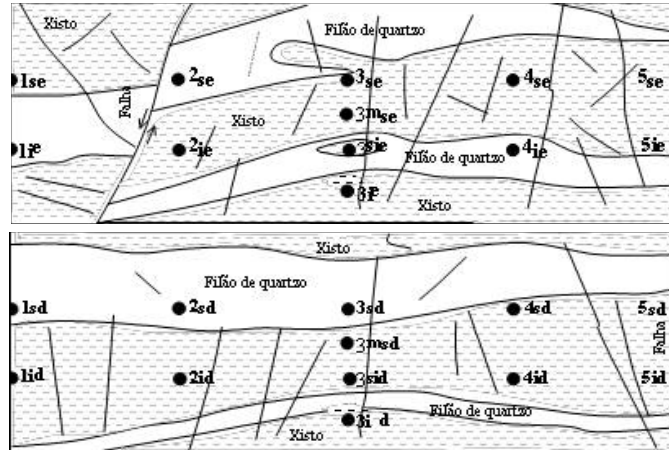 Xisto
Filão de quartzo
1se
2se
3se
4se
5se
Falha
3mse
Xisto
1ie
2ie
3sie
Filão de quartzo
4ie
5ie
3ie
Xisto
Xisto
Filão de quartzo
1sd
2sd
3sd
4sd
5sd
3msd
Falha
1id
2id
3sid
4id
5id
Filão de quartzo
3i d
Xisto